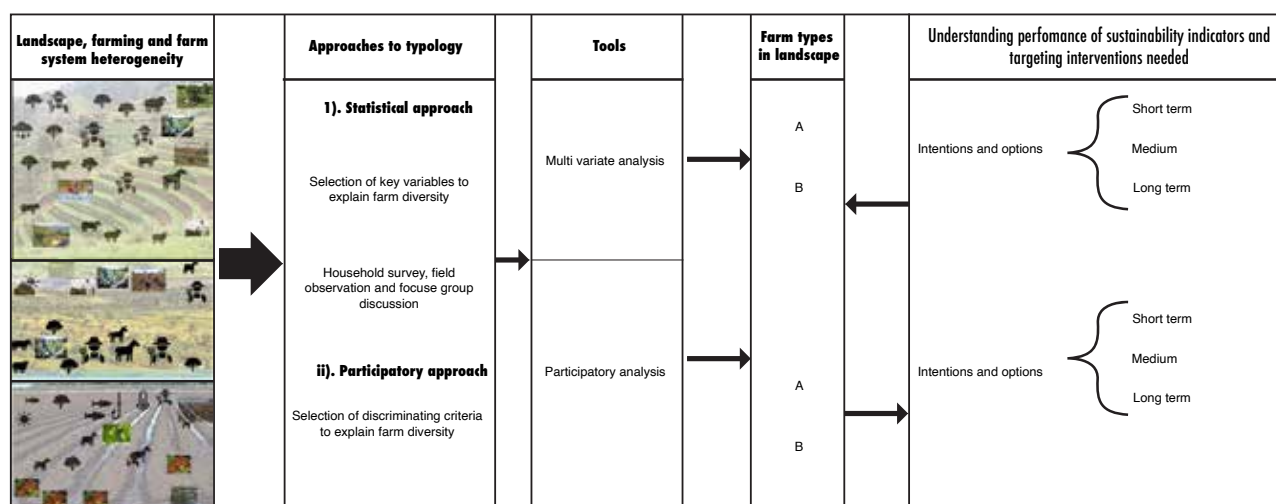 Landscape, farming and farm
system heterogeneity
Approaches to typology
Tools
Farm types
in landscape
Understanding perfomance of sustainability indicators and
targeting interventions needed
1). Statistical approach
Selection of key variables to
explain farm diversity
Household survey, field
observation and focuse group
discussion
ii). Participatory approach
Selection of discriminating criteria
to explain farm diversity
Multi variate analysis
Participatory analysis
A
B
A
B
Intentions and options
Short term
Medium
Long term
Intentions and options
Short term
Medium
Long term